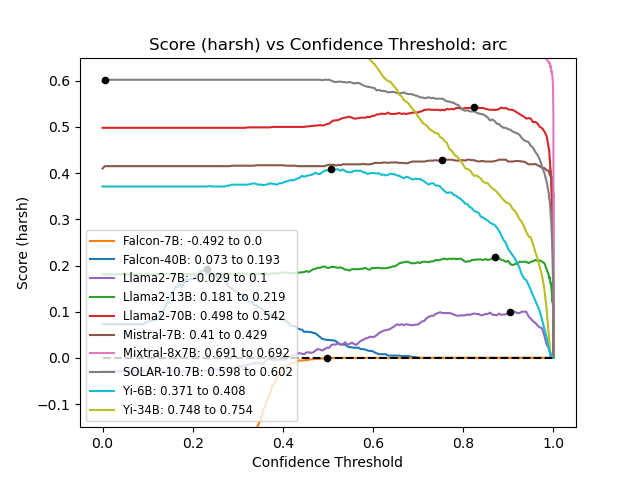 Score (harsh) vs Confidence Threshold: arc
Score (harsh)
0.6
0.5
0.4
0.3
0.2
0.1
0.0
−0.1
Falcon-7B: -0.492 to 0.0
Falcon-40B: 0.073 to 0.193
Llama2-7B: -0.029 to 0.1
Llama2-13B: 0.181 to 0.219
Llama2-70B: 0.498 to 0.542
Mistral-7B: 0.41 to 0.429
Mixtral-8x7B: 0.691 to 0.692
SOLAR-10.7B: 0.598 to 0.602
Yi-6B: 0.371 to 0.408
Yi-34B: 0.748 to 0.754
0.0 0.2 0.4 0.6 0.8 1.0
Confidence Threshold